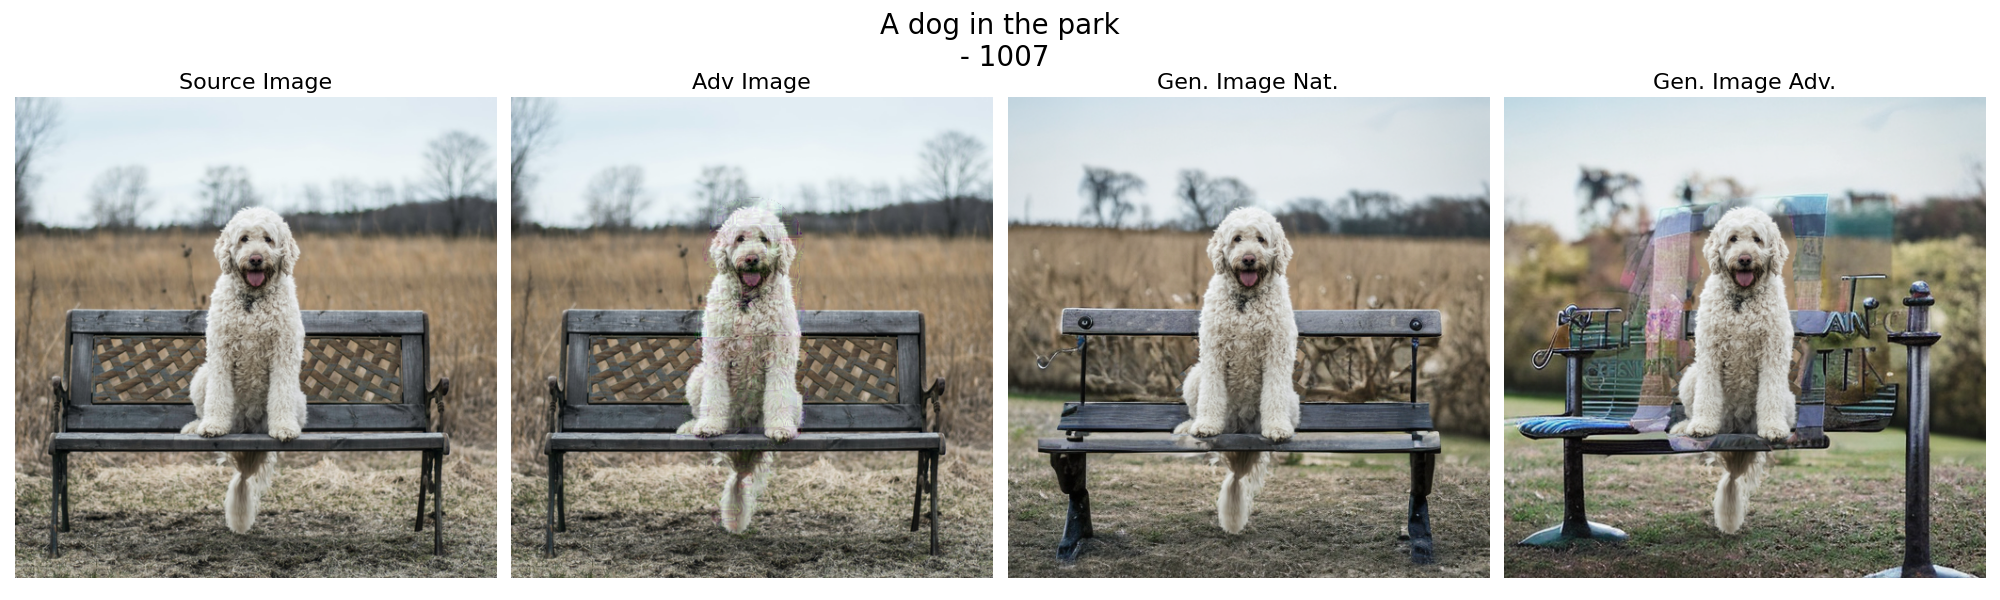 A dog in the park
- 1007
Source Image
Adv Image
Gen. Image Nat.
Gen. Image Adv.